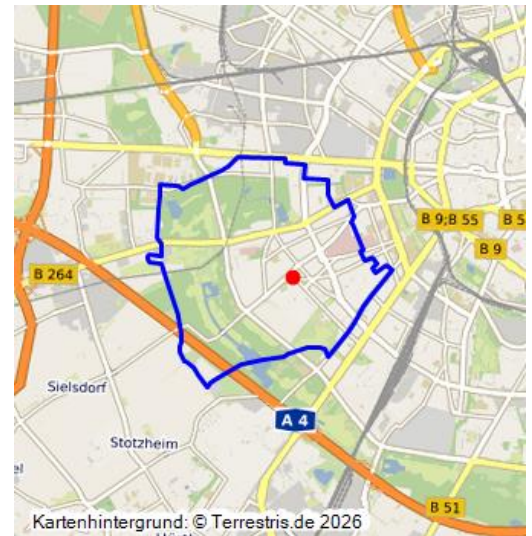 B 9;B 55
B 5
B 9
B 264
Sielsdorf
A 4
Stotzheim
B 51
Kartenhintergrund: © Terrestris.de 2026